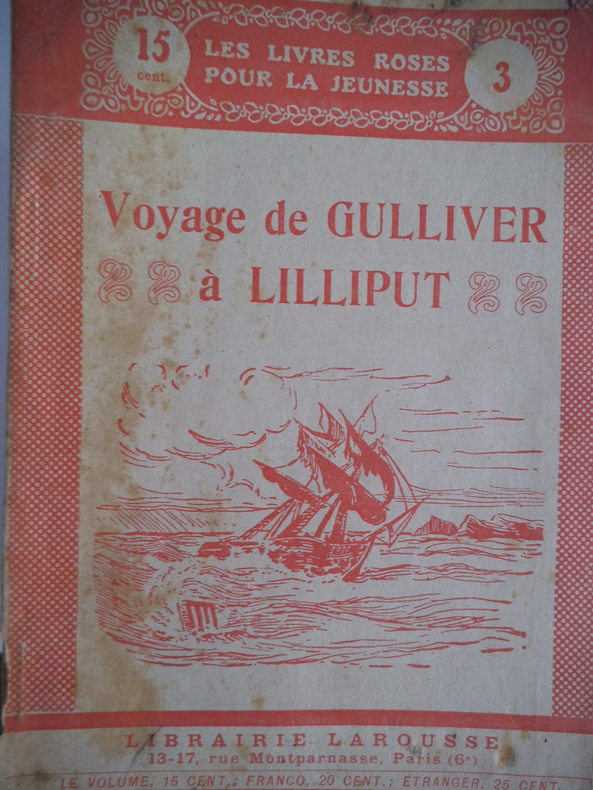 15
cent.
LES LIVRES ROSES
POUR LA JEUNESSE
3
Voyage de GULLIVER
à LILLIPUT
LIBRAIRIE LAROUSSE
13-17, rue Montparnasse, Paris (6e)
LE VOLUME, 15 CENT.; FRANCO, 20 CENT.; ÉTRANGER, 25 CENT.